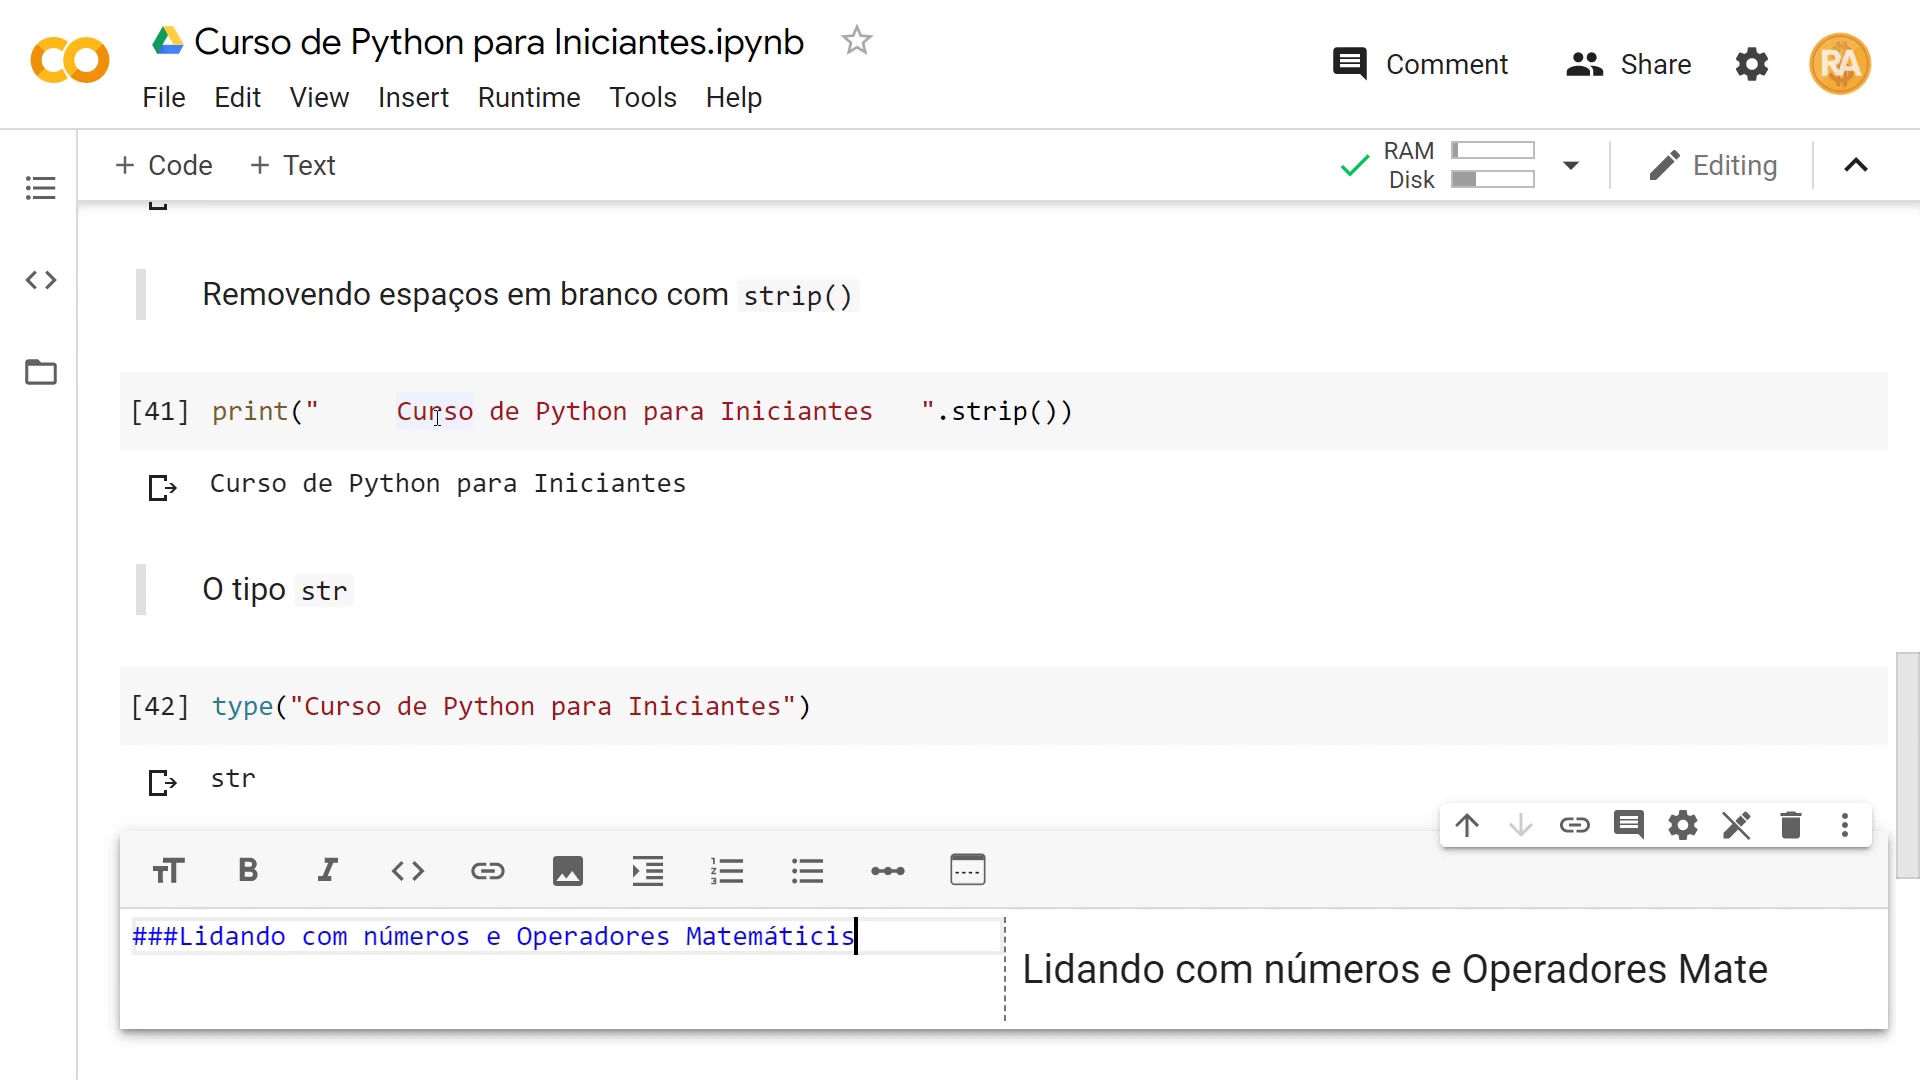 Curso de Python para Iniciantes.ipynb
Comment
Share
RA
File Edit View Insert Runtime Tools Help
+ Code + Text
RAM
Disk
Editing
Removendo espaços em branco com strip()
[41] print("     Curso de Python para Iniciantes   ".strip())
Curso de Python para Iniciantes
O tipo str
[42] type("Curso de Python para Iniciantes")
str
###Lidando com números e Operadores Matemáticis
Lidando com números e Operadores Mate